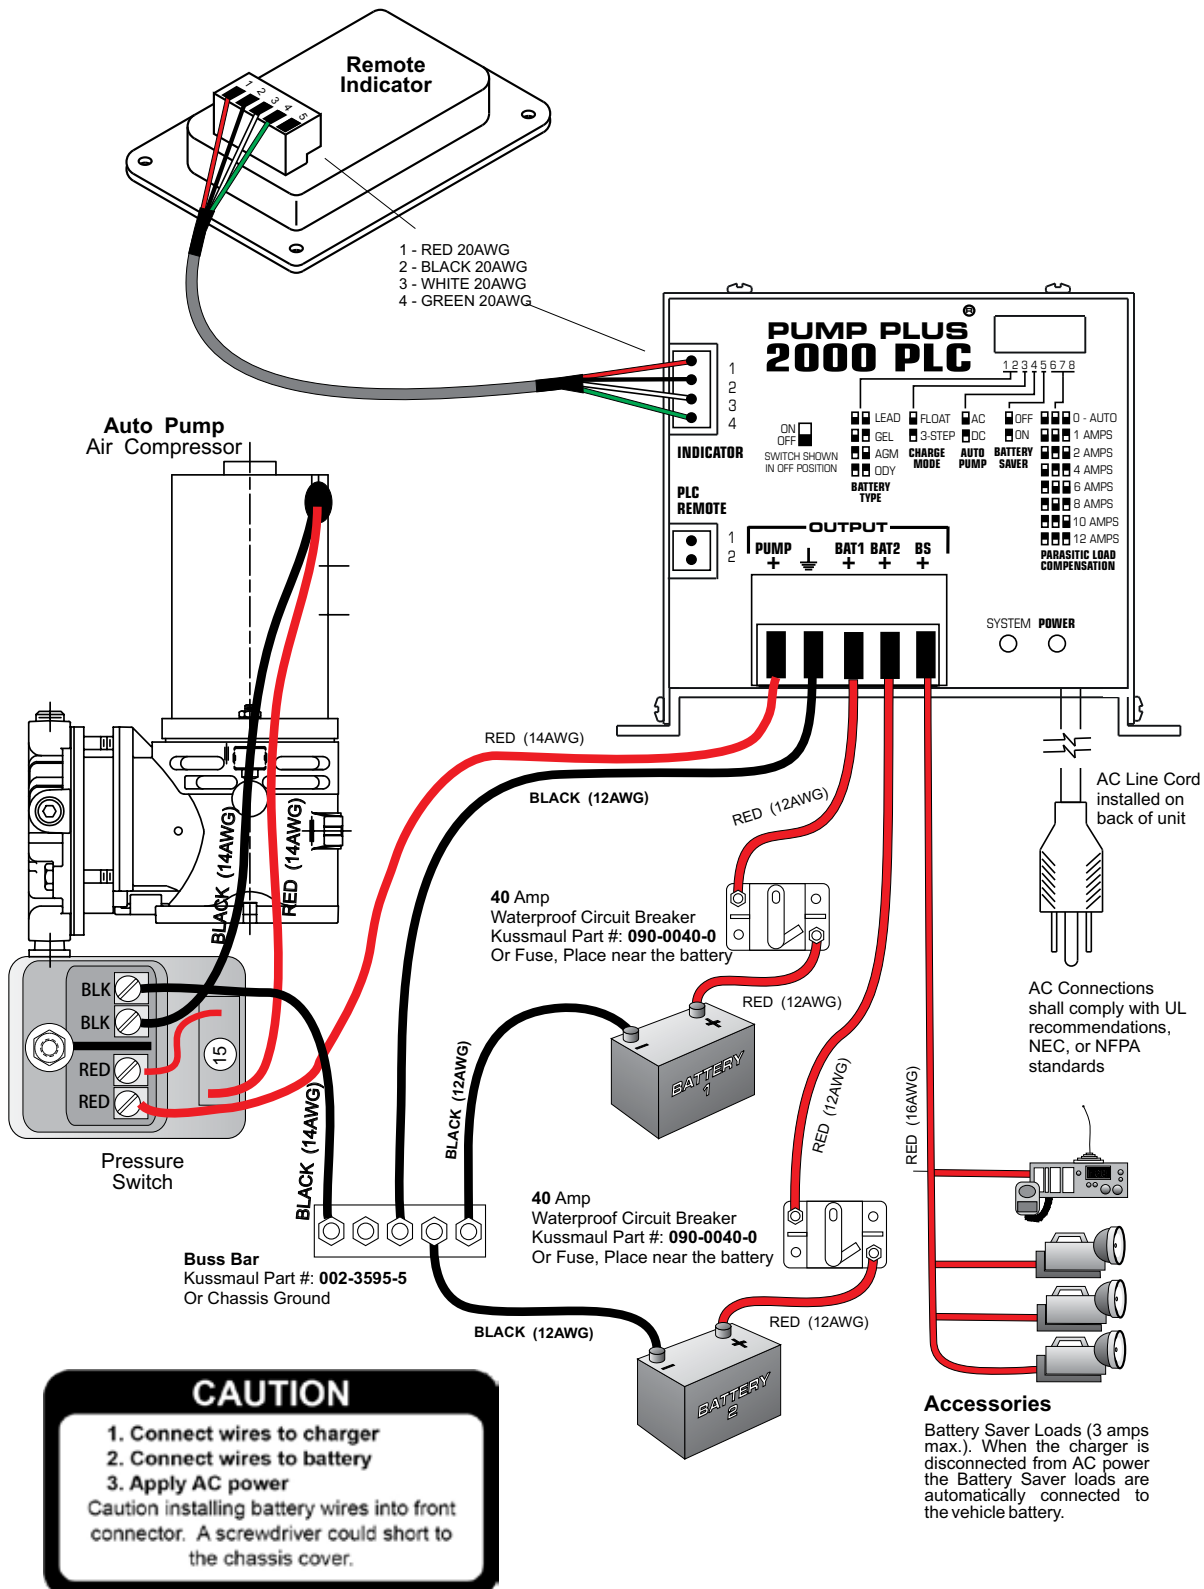 Remote
Indicator
1 2 3 4 5
1 - RED 20AWG
2 - BLACK 20AWG
3 - WHITE 20AWG
4 - GREEN 20AWG
PUMP PLUS ®
2000 PLC
1 2 3 4 5 6 7 8
1
2
3
4
INDICATOR
ON
OFF
SWITCH SHOWN
IN OFF POSITION
LEAD
GEL
AGM
ODY
BATTERY
TYPE
FLOAT
3-STEP
CHARGE
MODE
AC
DC
AUTO
PUMP
OFF
ON
BATTERY
SAVER
0 - AUTO
1 AMPS
2 AMPS
4 AMPS
6 AMPS
8 AMPS
10 AMPS
12 AMPS
PARASITIC LOAD
COMPENSATION
PLC
REMOTE
1
2
OUTPUT
PUMP BAT1 BAT2 BS
+ + + +
SYSTEM POWER
Auto Pump
Air Compressor
RED (14AWG)
BLACK (12AWG)
RED (12AWG)
AC Line Cord
installed on
back of unit
BLACK (14AWG)
RED (14AWG)
40 Amp
Waterproof Circuit Breaker
Kussmaul Part #: 090-0040-0
Or Fuse, Place near the battery
RED (12AWG)
AC Connections
shall comply with UL
recommendations,
NEC, or NFPA
standards
BLK
BLK
RED
RED
15
- +
BATTERY
1
BLACK (12AWG)
RED (12AWG)
RED (16AWG)
BLACK (14AWG)
Pressure
Switch
40 Amp
Waterproof Circuit Breaker
Kussmaul Part #: 090-0040-0
Or Fuse, Place near the battery
Buss Bar
Kussmaul Part #: 002-3595-5
Or Chassis Ground
BLACK (12AWG)
RED (12AWG)
- +
BATTERY
2
Accessories
Battery Saver Loads (3 amps
max.). When the charger is
disconnected from AC power
the Battery Saver loads are
automatically connected to
the vehicle battery.
CAUTION
1. Connect wires to charger
2. Connect wires to battery
3. Apply AC power
Caution installing battery wires into front
connector. A screwdriver could short to
the chassis cover.